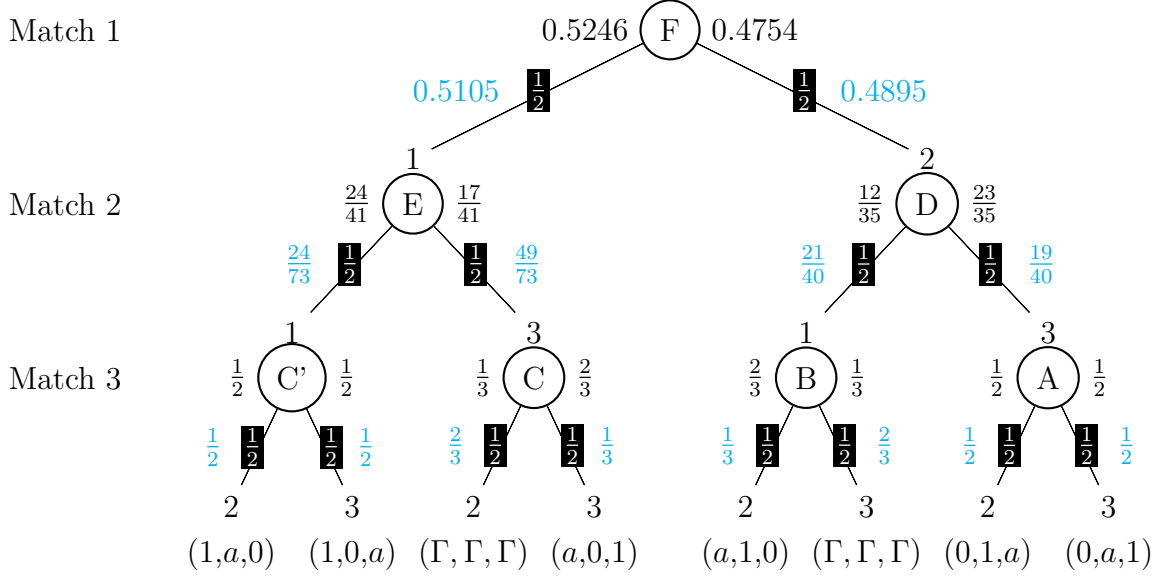 Match 1 0.5246 F 0.4754
0.5105 1/2 1/2 0.4895
1 2
Match 2 24/41 E 17/41 12/35 D 23/35
24/73 1/2 1/2 49/73 21/40 1/2 1/2 19/40
1 3 1 3
Match 3 1/2 C' 1/2 1/3 C 2/3 2/3 B 1/3 1/2 A 1/2
1/2 1/2 1/2 1/2 2/3 1/2 1/2 1/3 1/3 1/2 1/2 2/3 1/2 1/2 1/2 1/2
2 3 2 3 2 3 2 3
(1,a,0) (1,0,a) (Γ, Γ, Γ) (a,0,1) (a,1,0) (Γ, Γ, Γ) (0,1,a) (0,a,1)